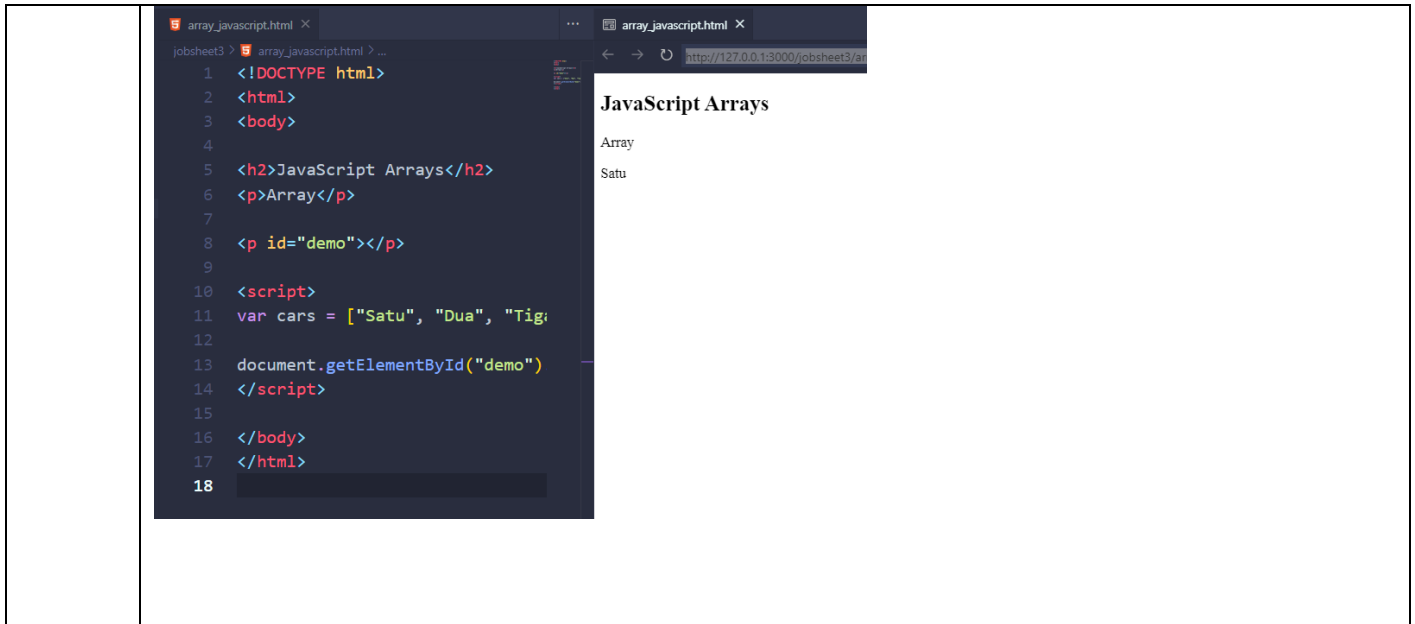 array_javascript.html
jobsheet3 > array_javascript.html > ...
1 <!DOCTYPE html>
2 <html>
3 <body>
4
5 <h2>JavaScript Arrays</h2>
6 <p>Array</p>
7
8 <p id="demo"></p>
9
10 <script>
11 var cars = ["Satu", "Dua", "Tiga
12
13 document.getElementById("demo")
14 </script>
15
16 </body>
17 </html>
18
array_javascript.html
http://127.0.0.1:3000/jobsheet3/ar
JavaScript Arrays
Array
Satu